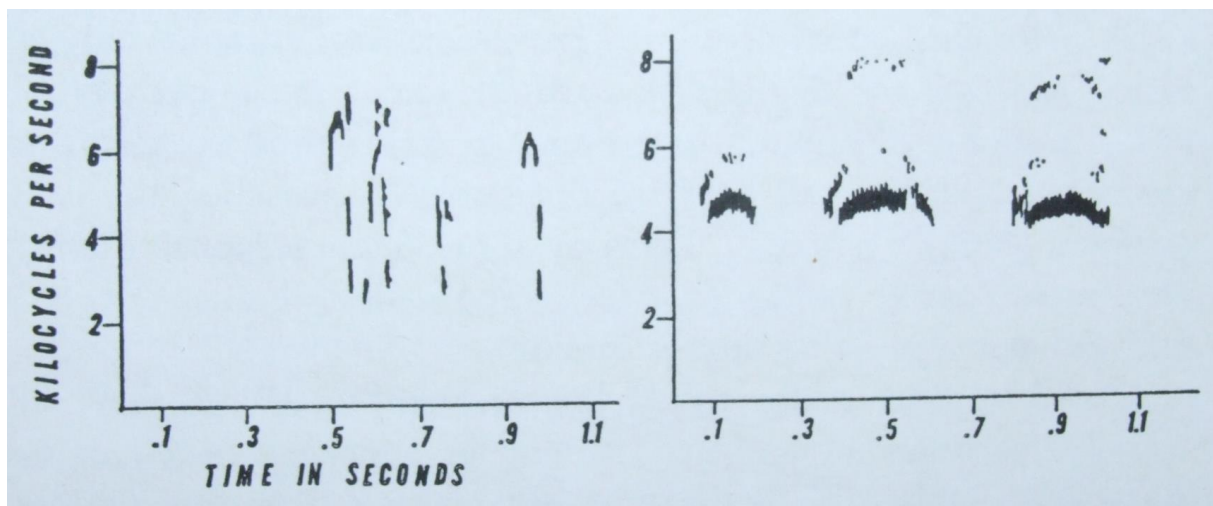 KILOCYCLES PER SECOND
8
6
4
2
.1 .3 .5 .7 .9 1.1
TIME IN SECONDS
8
6
4
2
.1 .3 .5 .7 .9 1.1